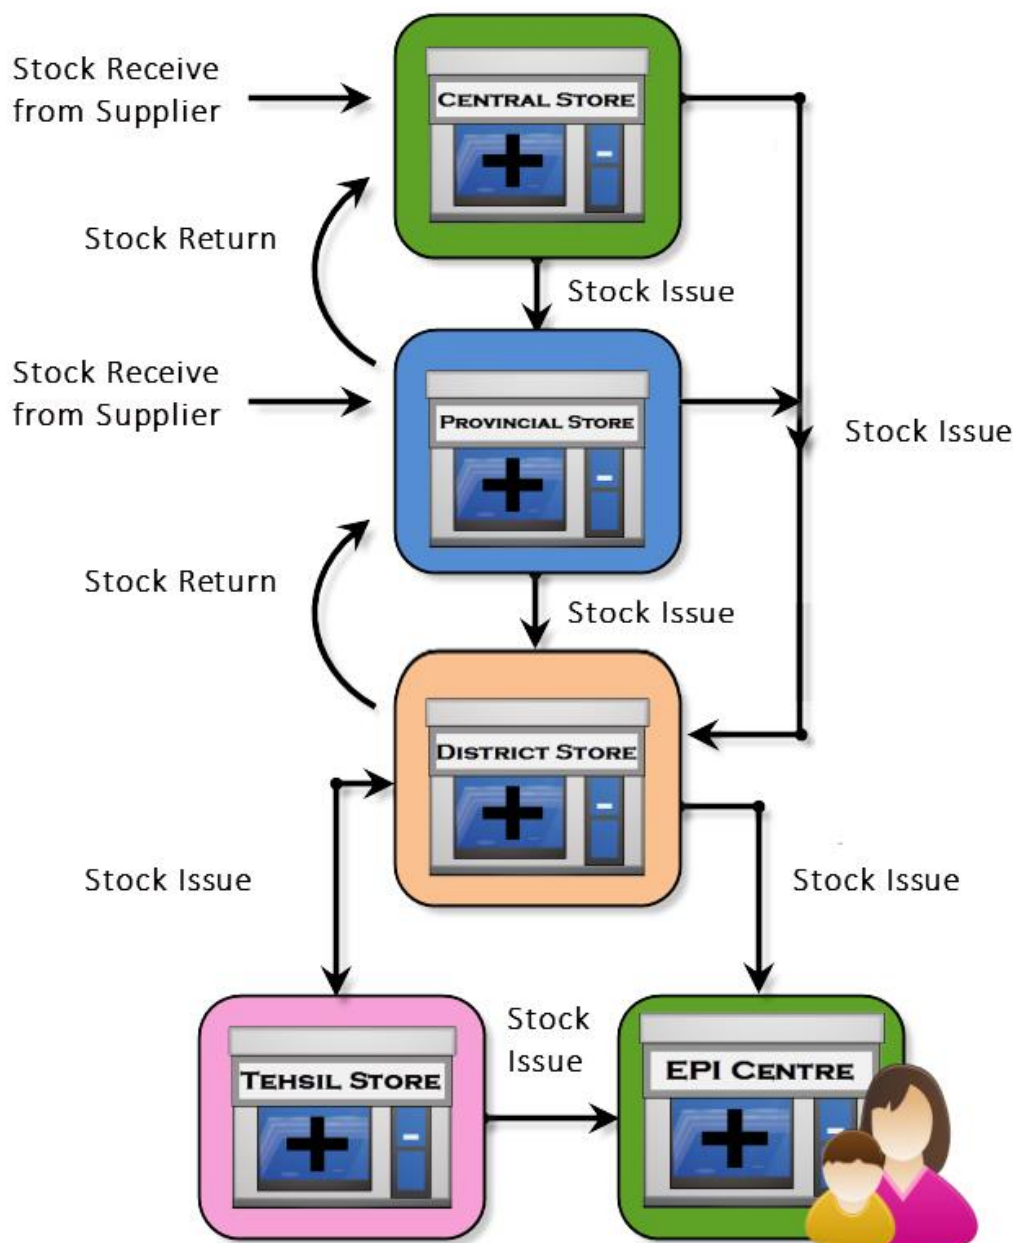 Stock Receive
from Supplier
CENTRAL STORE
Stock Return
Stock Issue
Stock Receive
from Supplier
PROVINCIAL STORE
Stock Issue
Stock Return
Stock Issue
DISTRICT STORE
Stock Issue
Stock Issue
Stock
Issue
TEHSIL STORE
EPI CENTRE